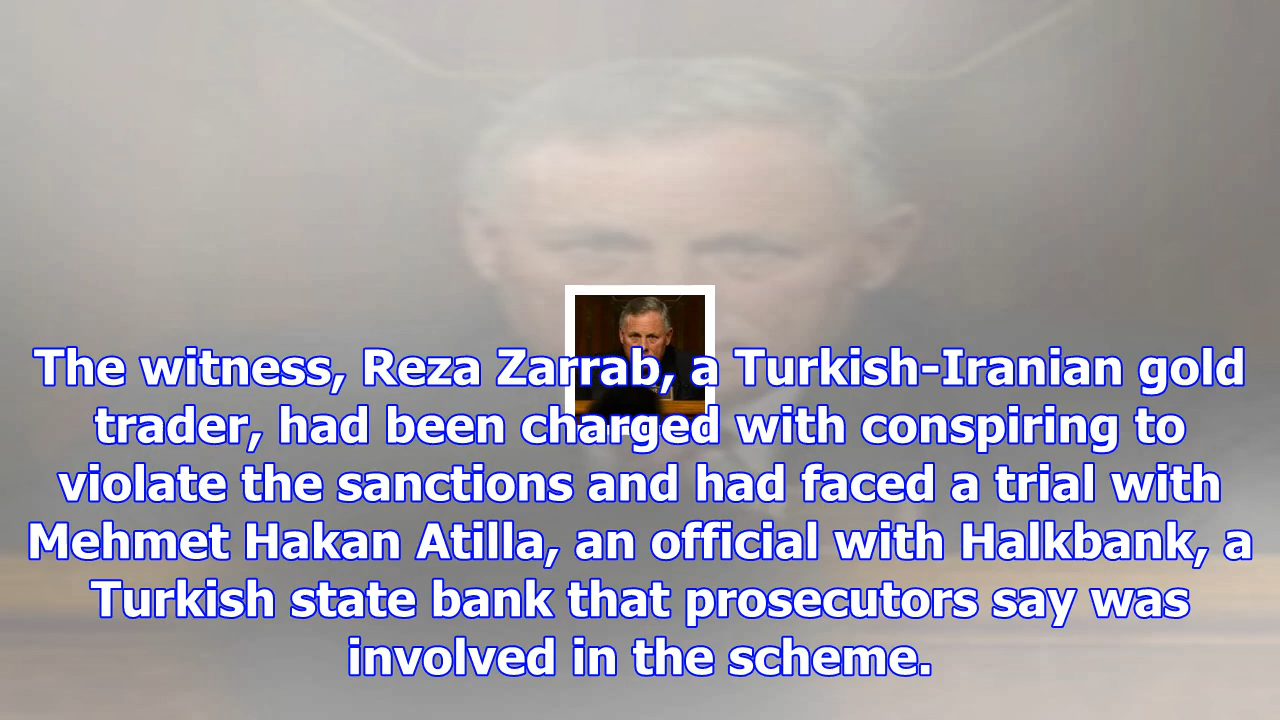 The witness, Reza Zarrab, a Turkish-Iranian gold
trader, had been charged with conspiring to
violate the sanctions and had faced a trial with
Mehmet Hakan Atilla, an official with Halkbank, a
Turkish state bank that prosecutors say was
involved in the scheme.